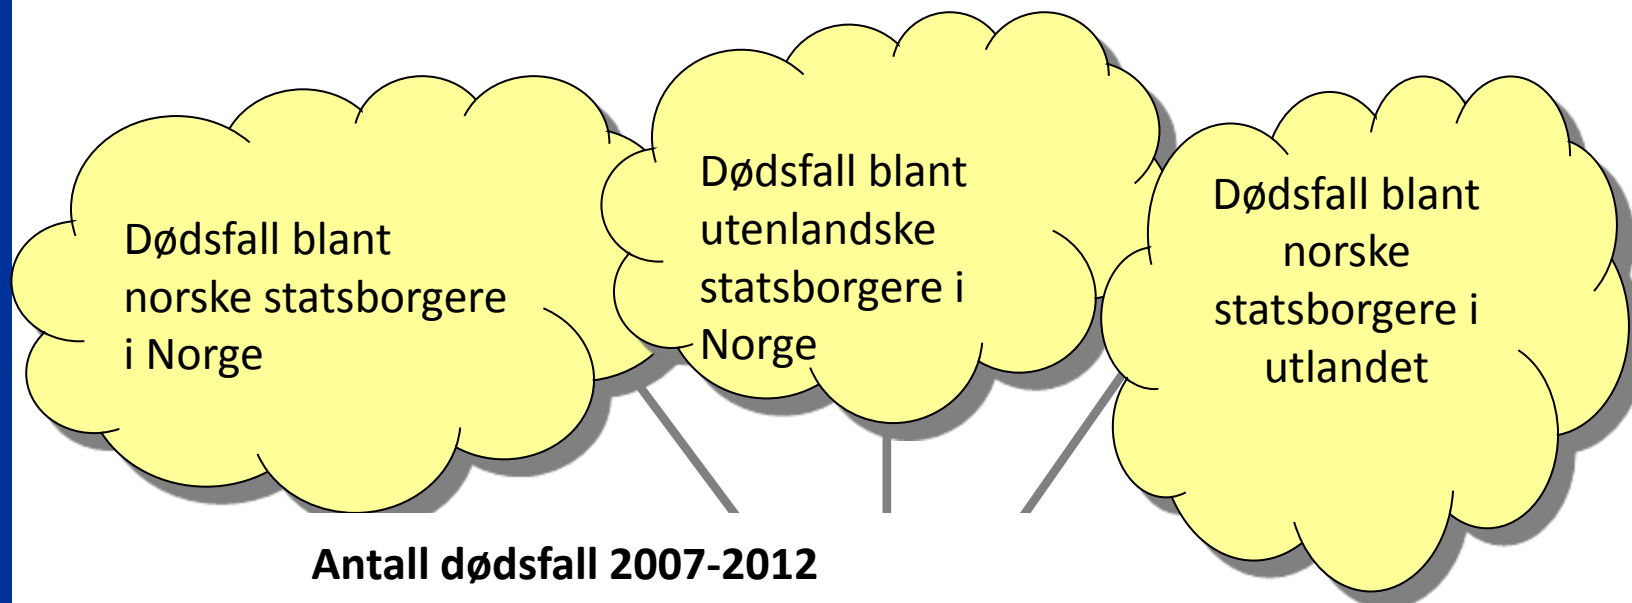 Dødsfall blant
norske statsborgere
i Norge
Dødsfall blant
utenlandske
statsborgere i
Norge
Dødsfall blant
norske
statsborgere i
utlandet
Antall dødsfall 2007-2012